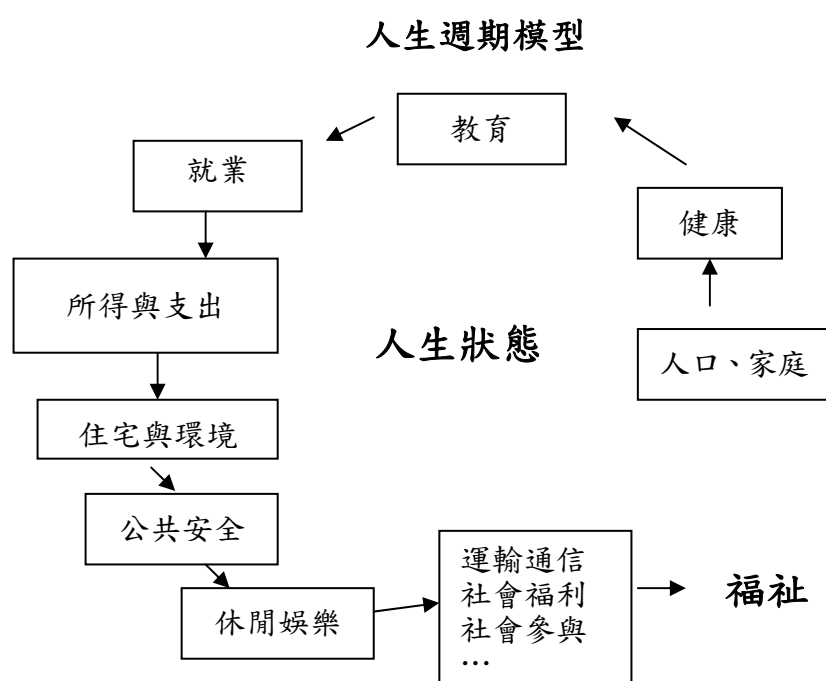 人生週期模型
教育
就業
健康
所得與支出
人生狀態
人口、家庭
住宅與環境
公共安全
休閒娛樂
運輸通信
社會福利
社會參與
…
福祉